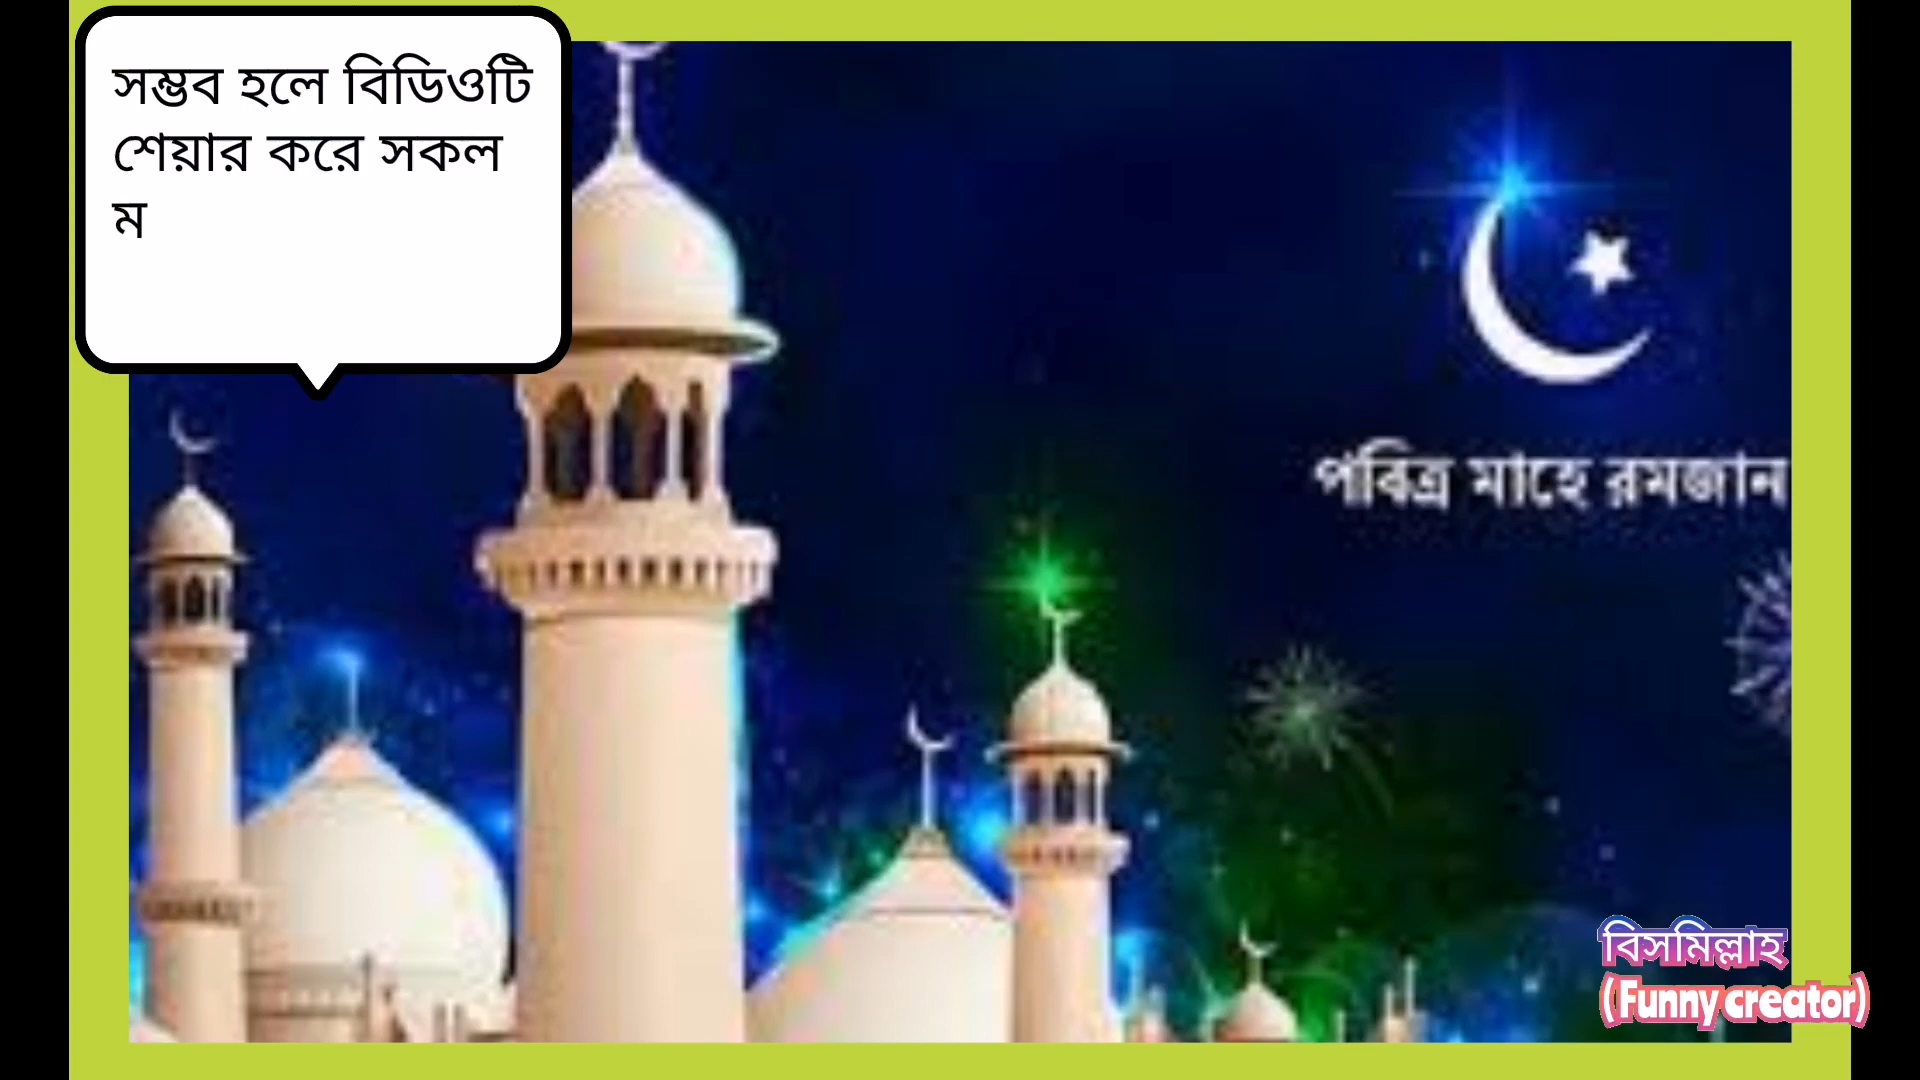 সম্ভব হলে বিডিওটি
শেয়ার করে সকল
ম
পবিত্র মাহে রমজান
বিসমিল্লাহ
(Funny creator)